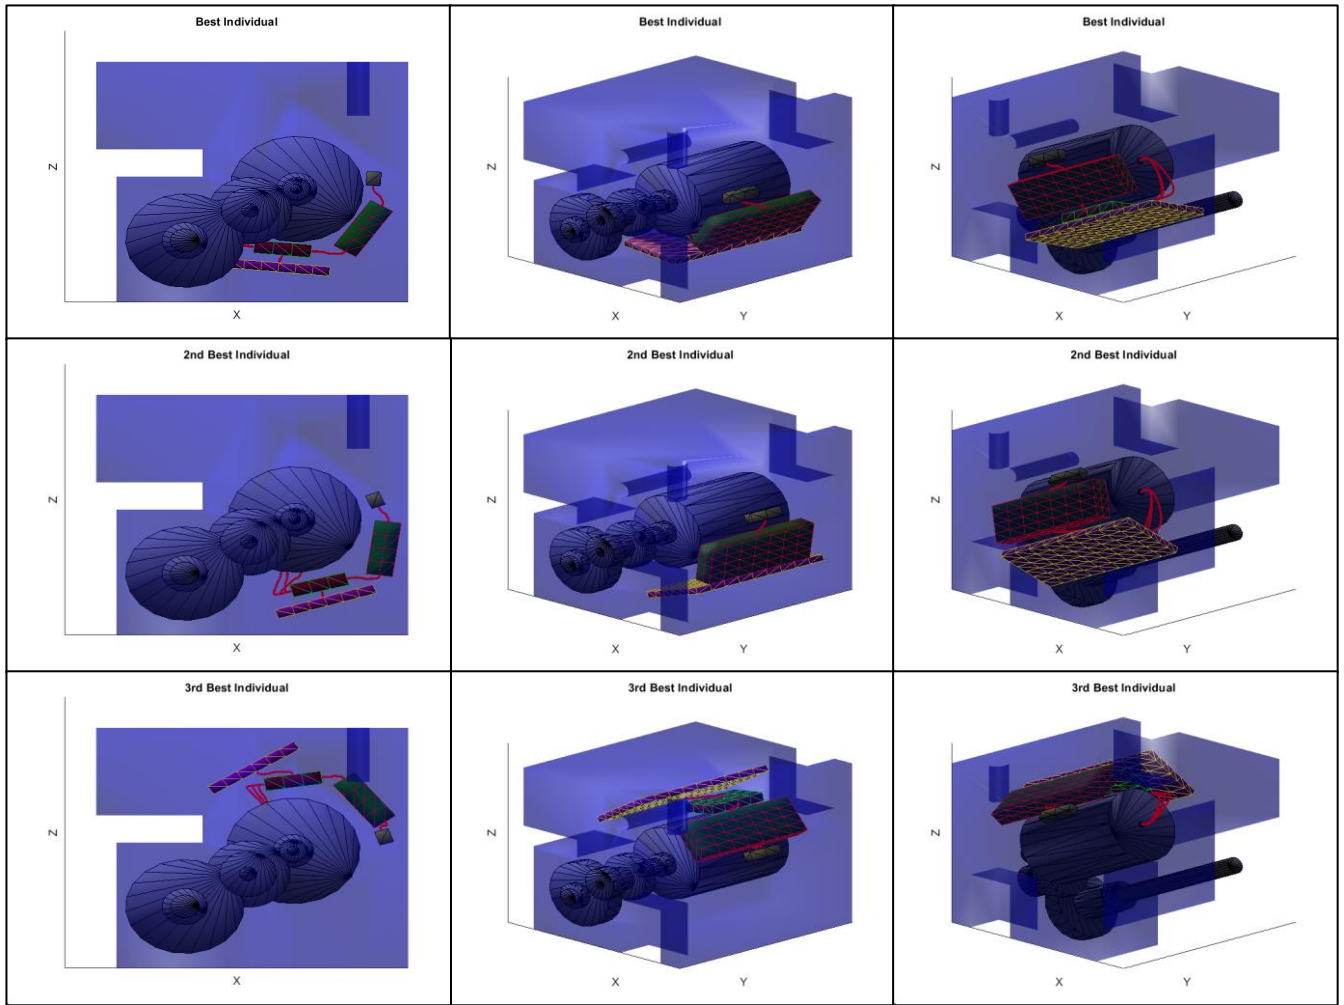 Best Individual
Best Individual
Best Individual
Z
Z
Z
X
X
Y
X
Y
2nd Best Individual
2nd Best Individual
2nd Best Individual
Z
Z
Z
X
X
Y
X
Y
3rd Best Individual
3rd Best Individual
3rd Best Individual
Z
Z
Z
X
X
Y
X
Y